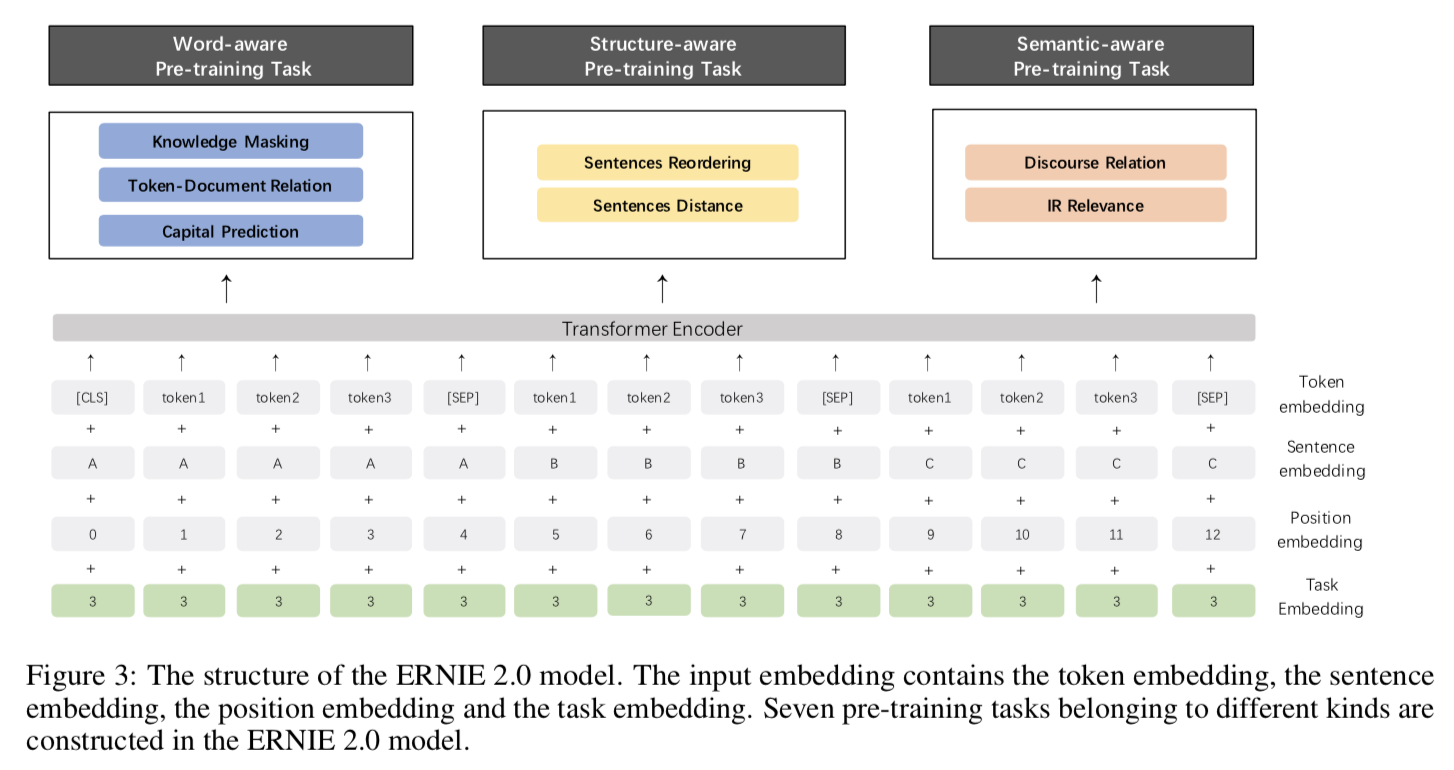 Word-aware
Pre-training Task
Structure-aware
Pre-training Task
Semantic-aware
Pre-training Task
Knowledge Masking
Token-Document Relation
Capital Prediction
Sentences Reordering
Sentences Distance
Discourse Relation
IR Relevance
↑ ↑ ↑
Transformer Encoder
↑ ↑ ↑ ↑ ↑ ↑ ↑ ↑ ↑ ↑ ↑ ↑ ↑
[CLS] token1 token2 token3 [SEP] token1 token2 token3 [SEP] token1 token2 token3 [SEP]
Token
embedding
+ + + + + + + + + + + + +
A A A A A B B B B C C C C
Sentence
embedding
+ + + + + + + + + + + + +
0 1 2 3 4 5 6 7 8 9 10 11 12
Position
embedding
+ + + + + + + + + + + + +
3 3 3 3 3 3 3 3 3 3 3 3 3
Task
Embedding
Figure 3: The structure of the ERNIE 2.0 model. The input embedding contains the token embedding, the sentence
embedding, the position embedding and the task embedding. Seven pre-training tasks belonging to different kinds are
constructed in the ERNIE 2.0 model.